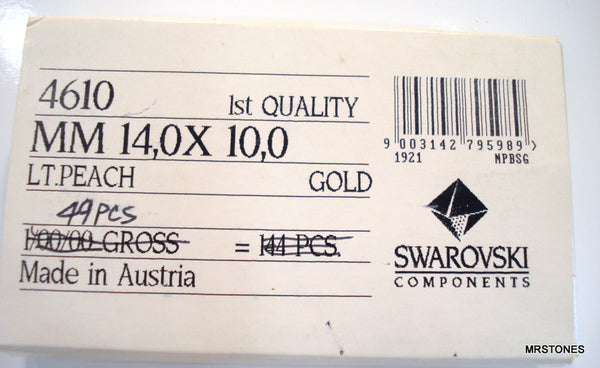 4610 1st QUALITY
MM 14,0X 10,0
LT.PEACH GOLD
49 PCS
1/00/00 GROSS = 144 PCS.
Made in Austria
9 003142 795989 >
1921 NPBSG
SWAROVSKI
COMPONENTS
MRSTONES